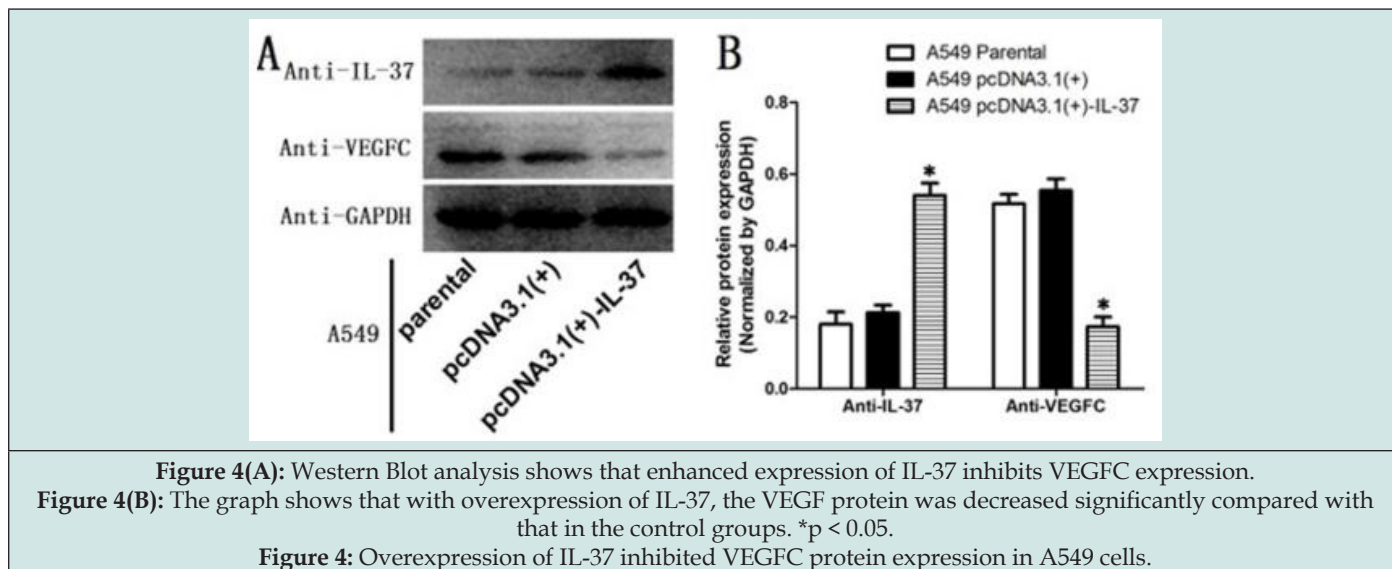 A
Anti-IL-37
Anti-VEGFC
Anti-GAPDH
A549
parental
pcDNA3.1(+)
pcDNA3.1(+)-IL-37
B
A549 Parental
A549 pcDNA3.1(+)
A549 pcDNA3.1(+)-IL-37
Relative protein expression
(Normalized by GAPDH)
0.8
0.6
0.4
0.2
0.0
*
*
Anti-IL-37
Anti-VEGFC
Figure 4(A): Western Blot analysis shows that enhanced expression of IL-37 inhibits VEGFC expression.
Figure 4(B): The graph shows that with overexpression of IL-37, the VEGF protein was decreased significantly compared with
that in the control groups. *p < 0.05.
Figure 4: Overexpression of IL-37 inhibited VEGFC protein expression in A549 cells.